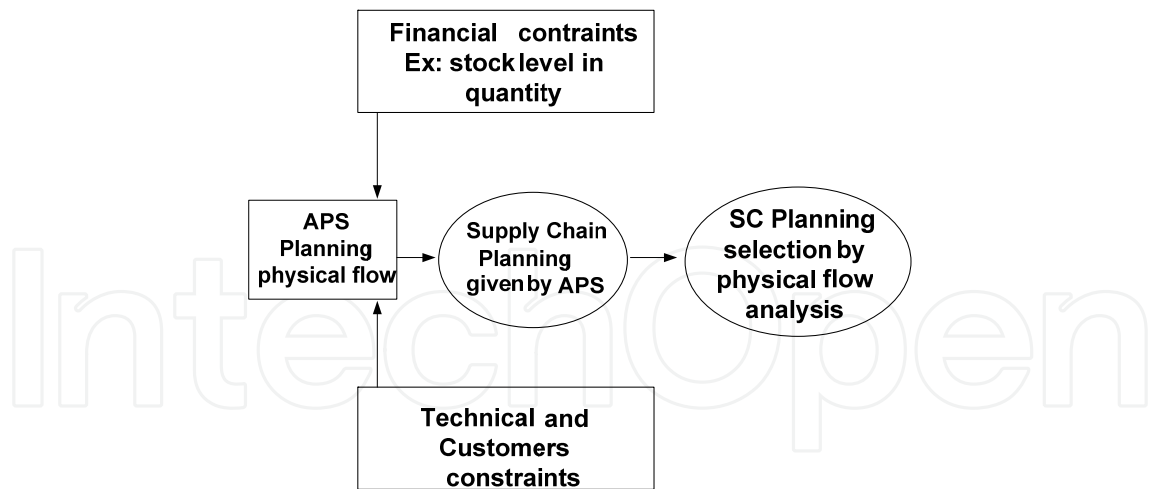 Financial contraints
Ex: stock level in
quantity
APS
Planning
physical flow
Supply Chain
Planning
given by APS
SC Planning
selection by
physical flow
analysis
IntechOpen
Technical and
Customers
constraints